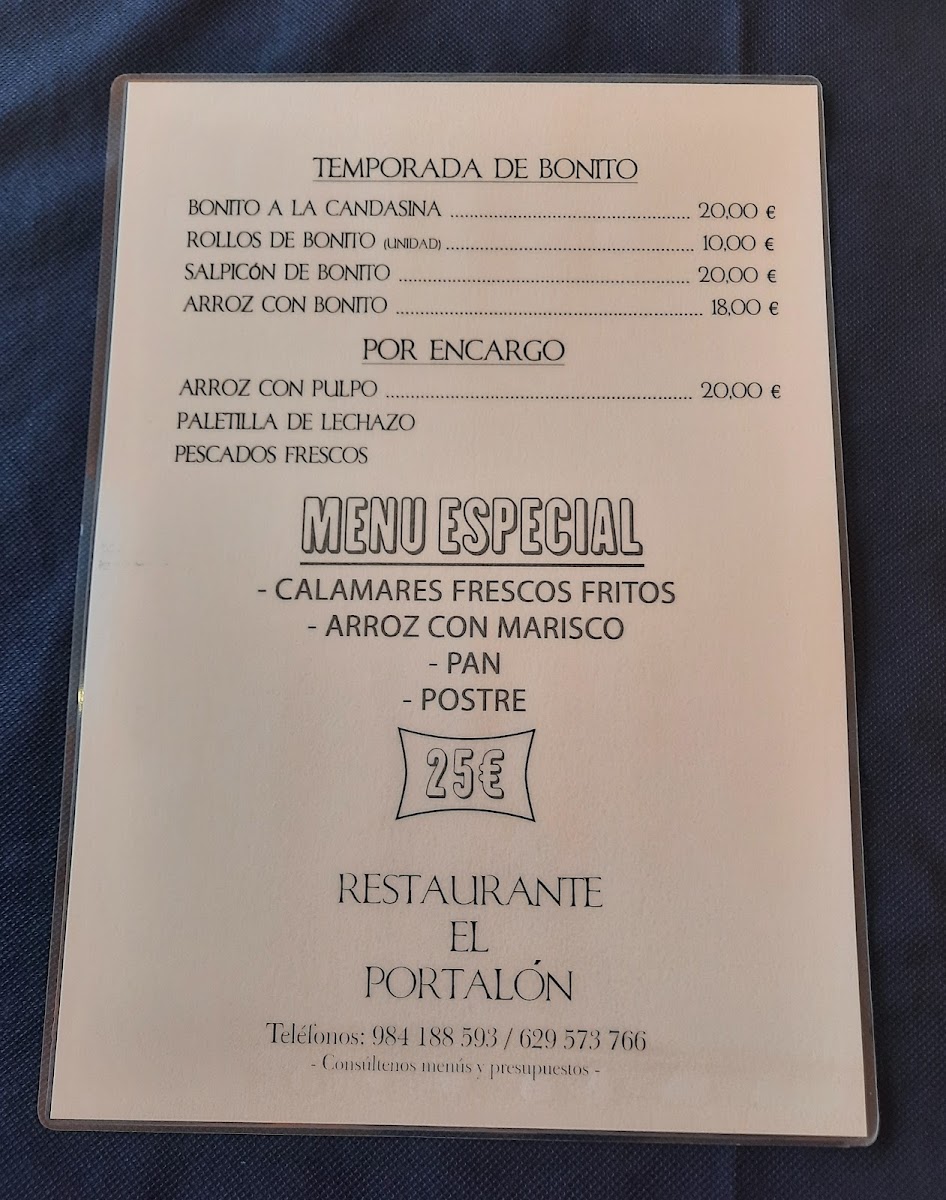 TEMPORADA DE BONITO
BONITO A LA CANDASINA ........................................................ 20,00 €
ROLLOS DE BONITO (UNIDAD) .......................................................... 10,00 €
SALPICÓN DE BONITO .................................................................... 20,00 €
ARROZ CON BONITO ........................................................................ 18,00 €
POR ENCARGO
ARROZ CON PULPO ........................................................................ 20,00 €
PALETILLA DE LECHAZO
PESCADOS FRESCOS
MENU ESPECIAL
- CALAMARES FRESCOS FRITOS
- ARROZ CON MARISCO
- PAN
- POSTRE
25€
RESTAURANTE
EL
PORTALÓN
Teléfonos: 984 188 593 / 629 573 766
- Consúltenos menús y presupuestos -